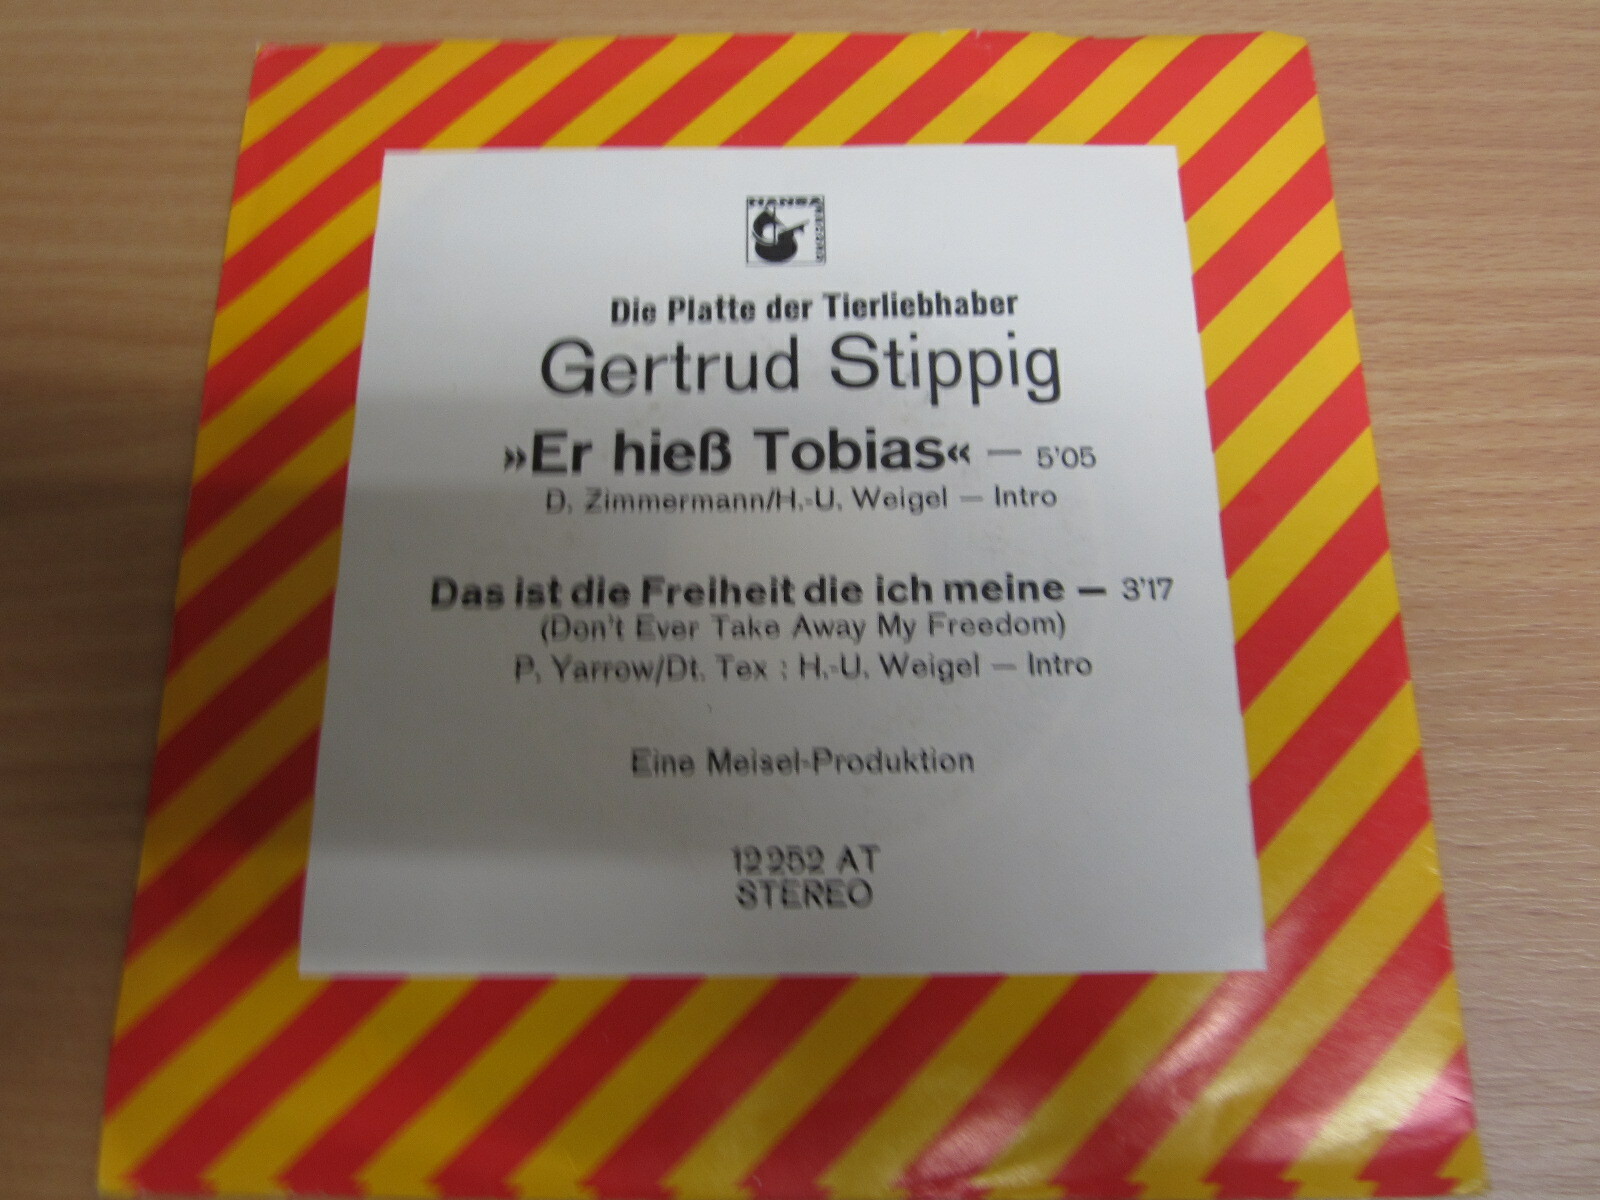 HANSA
Die Platte der Tierliebhaber
Gertrud Stippig
»Er hieß Tobias« — 5'05
D. Zimmermann/H.-U. Weigel — Intro
Das ist die Freiheit die ich meine — 3'17
(Don't Ever Take Away My Freedom)
P. Yarrow/Dt. Tex : H.-U. Weigel — Intro
Eine Meisel-Produktion
12 252 AT
STEREO